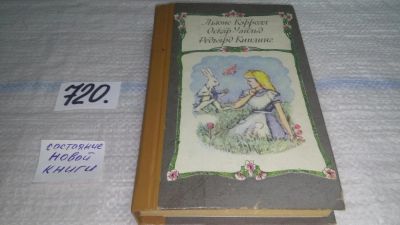 Льюис Кэрролл
Оскар Уайльд
Редьярд Киплинг
720.
состояние
новой
книги